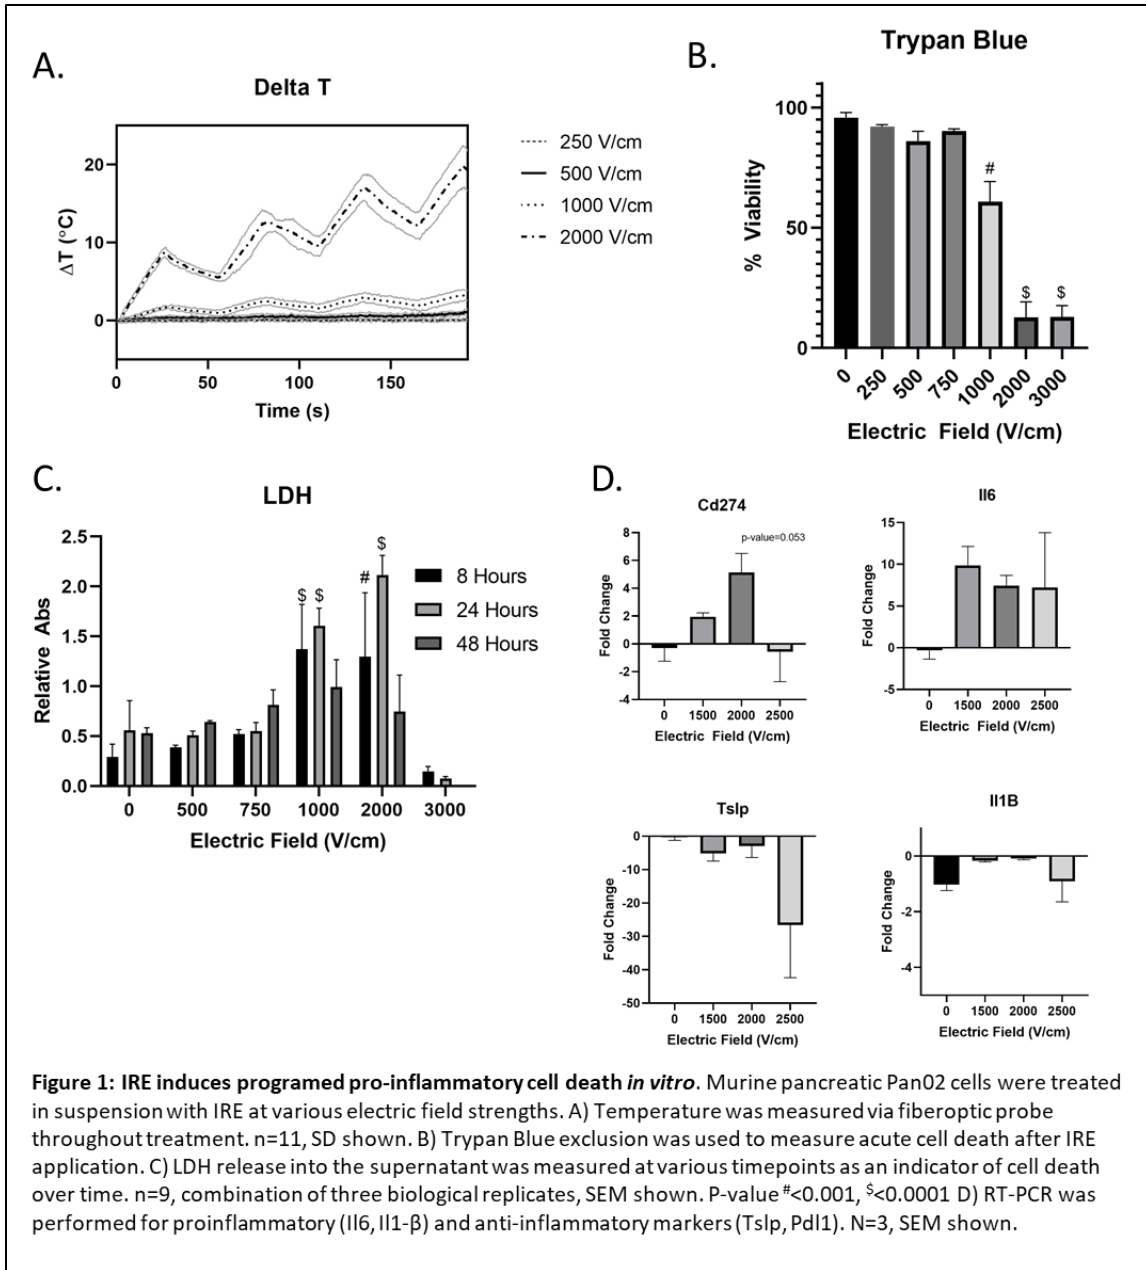 A.
Delta T
ΔT (°C)
20
10
0
0
50
100
150
Time (s)
250 V/cm
500 V/cm
1000 V/cm
2000 V/cm
B.
Trypan Blue
% Viability
100
50
0
#
$
$
0
250
500
750
1000
2000
3000
Electric Field (V/cm)
C.
LDH
Relative Abs
2.5
2.0
1.5
1.0
0.5
0.0
$
$
#
$
8 Hours
24 Hours
48 Hours
0
500
750
1000
2000
3000
Electric Field (V/cm)
D.
Cd274
p-value=0.053
Fold Change
8
6
4
2
0
-2
-4
0
1500
2000
2500
Electric Field (V/cm)
Il6
Fold Change
15
10
5
0
-5
0
1500
2000
2500
Electric Field (V/cm)
Tslp
Fold Change
0
-10
-20
-30
-40
-50
0
1500
2000
2500
Electric Field (V/cm)
Il1B
Fold Change
0
-2
-4
0
1500
2000
2500
Electric Field (V/cm)
Figure 1: IRE induces programed pro-inflammatory cell death in vitro. Murine pancreatic Pan02 cells were treated
in suspension with IRE at various electric field strengths. A) Temperature was measured via fiberoptic probe
throughout treatment. n=11, SD shown. B) Trypan Blue exclusion was used to measure acute cell death after IRE
application. C) LDH release into the supernatant was measured at various timepoints as an indicator of cell death
over time. n=9, combination of three biological replicates, SEM shown. P-value #<0.001, $<0.0001 D) RT-PCR was
performed for proinflammatory (Il6, Il1-β) and anti-inflammatory markers (Tslp, Pdl1). N=3, SEM shown.